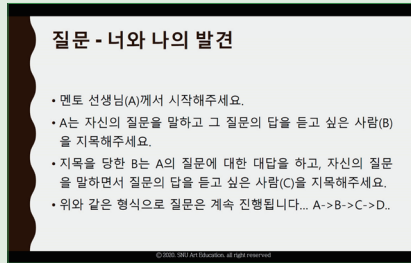 질문 - 너와 나의 발견
• 멘토 선생님(A)께서 시작해주세요.
• A는 자신의 질문을 말하고 그 질문의 답을 듣고 싶은 사람(B)
을 지목해주세요.
• 지목을 당한 B는 A의 질문에 대한 대답을 하고, 자신의 질문
을 말하면서 질문의 답을 듣고 싶은 사람(C)을 지목해주세요.
• 위와 같은 형식으로 질문은 계속 진행됩니다... A->B->C->D..
© 2020. SNU Art Education. all right reserved